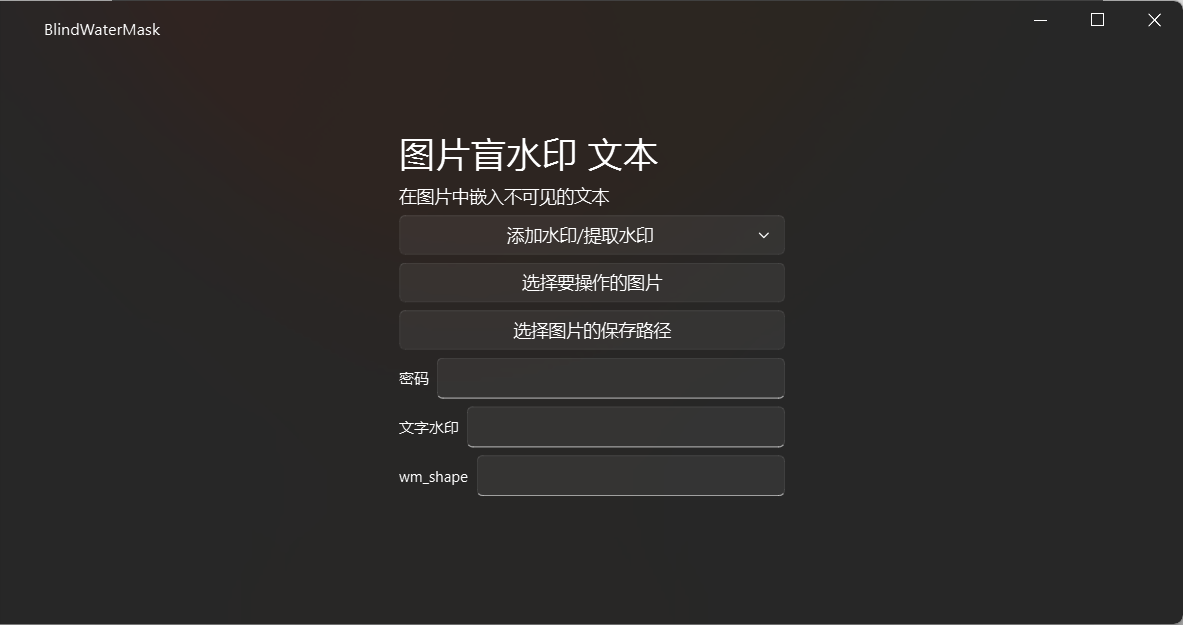 BlindWaterMask
图片盲水印 文本
在图片中嵌入不可见的文本
添加水印/提取水印
选择要操作的图片
选择图片的保存路径
密码
文字水印
wm_shape